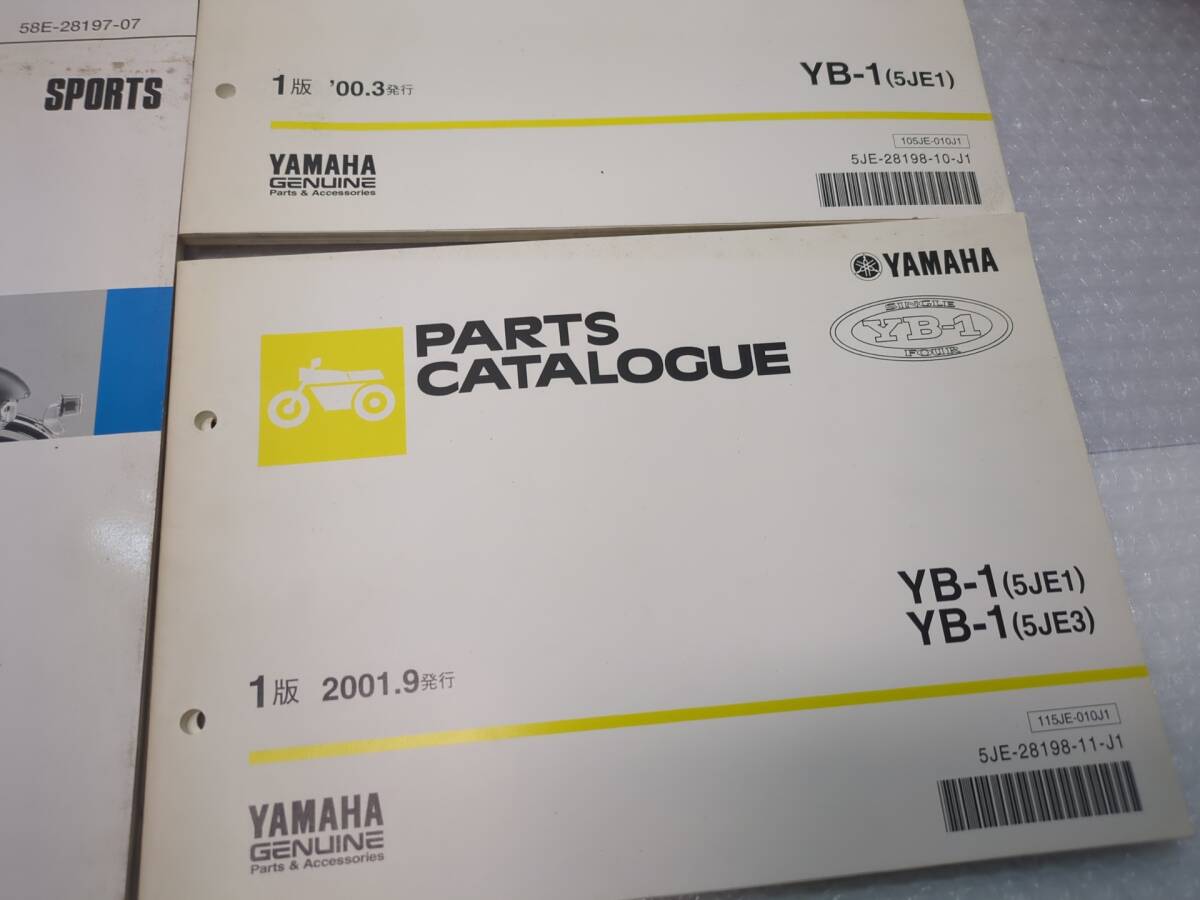 58E-28197-07
SPORTS
YB-1(5JE1)
1版 '00.3発行
105JE-010J1
5JE-28198-10-J1
YAMAHA
GENUINE
Parts & Accessories
YAMAHA
SINGLE
YB-1
FOUR
PARTS
CATALOGUE
YB-1(5JE1)
YB-1(5JE3)
1版 2001.9発行
115JE-010J1
5JE-28198-11-J1
YAMAHA
GENUINE
Parts & Accessories